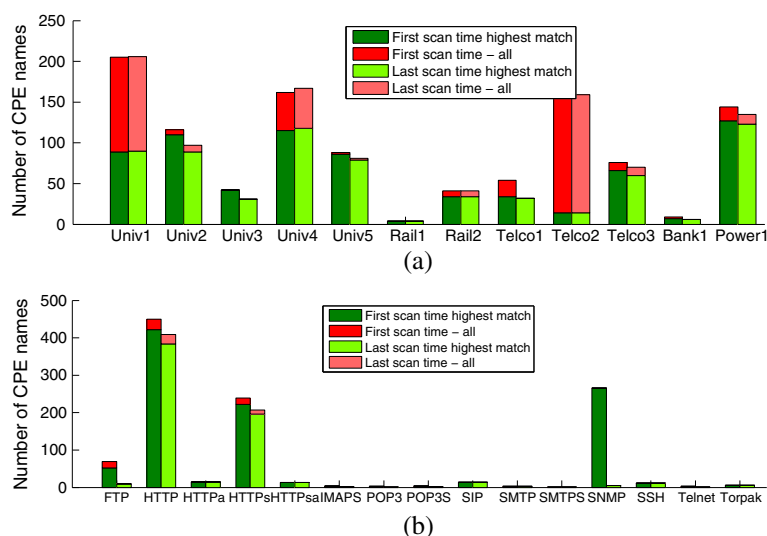 250
200
150
100
50
0
Number of CPE names
First scan time highest match
First scan time – all
Last scan time highest match
Last scan time – all
Univ1 Univ2 Univ3 Univ4 Univ5 Rail1 Rail2 Telco1 Telco2 Telco3 Bank1 Power1
(a)
500
400
300
200
100
0
Number of CPE names
First scan time highest match
First scan time – all
Last scan time highest match
Last scan time – all
FTP HTTP HTTPa HTTPs HTTPsa IMAPS POP3 POP3S SIP SMTP SMTPS SNMP SSH Telnet Torpak
(b)